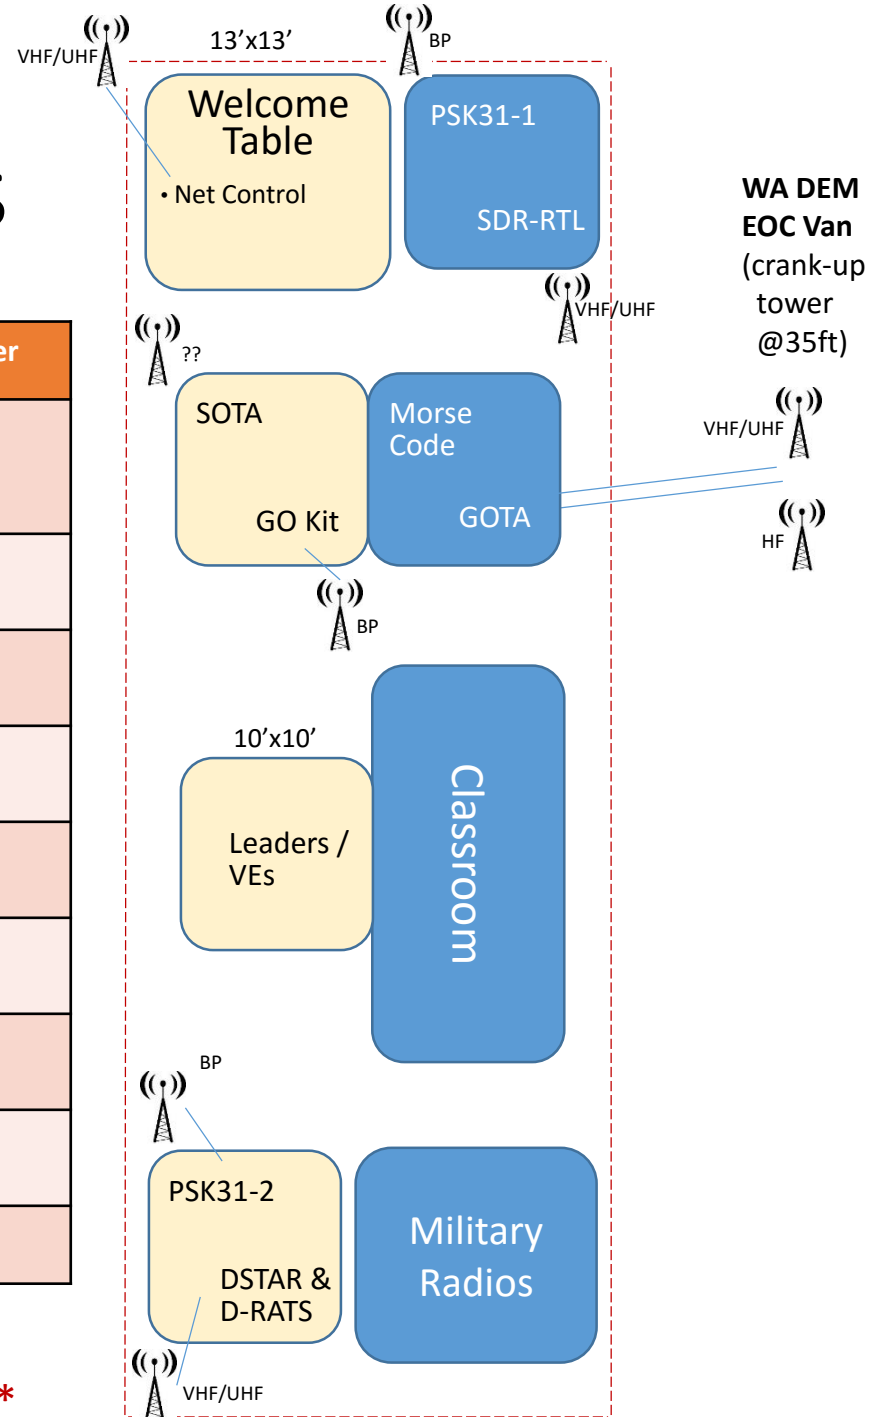 VHF/UHF
13’x13’
BP
Welcome
Table
• Net Control
PSK31-1
SDR-RTL
WA DEM
EOC Van
(crank-up
tower
@35ft)
VHF/UHF
??
SOTA
GO Kit
Morse
Code
GOTA
VHF/UHF
HF
BP
10’x10’
Leaders /
VEs
Classroom
BP
PSK31-2
DSTAR &
D-RATS
Military
Radios
VHF/UHF
*